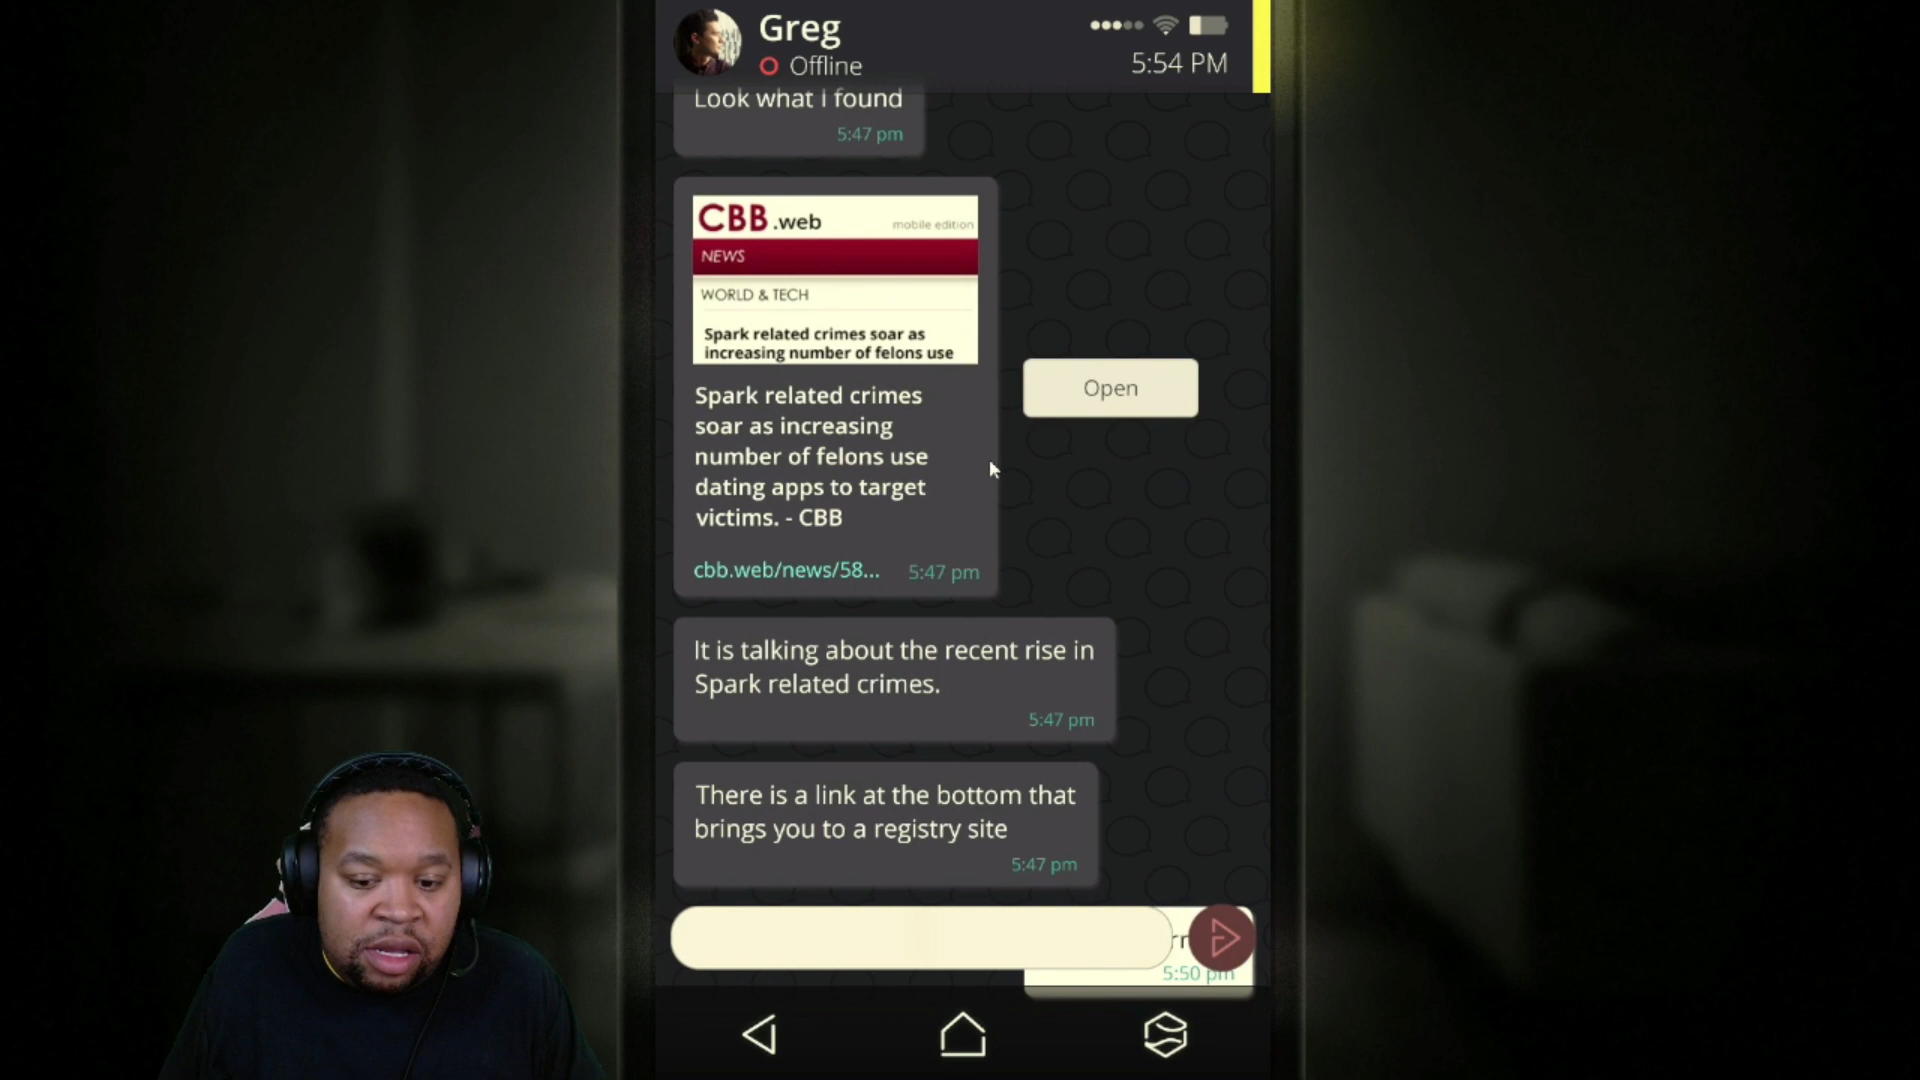 Greg
Offline
5:54 PM
Look what I found
5:47 pm
CBB .web
mobile edition
NEWS
WORLD & TECH
Spark related crimes soar as
increasing number of felons use
Spark related crimes
soar as increasing
number of felons use
dating apps to target
victims. - CBB
cbb.web/news/58...
5:47 pm
Open
It is talking about the recent rise in
Spark related crimes.
5:47 pm
There is a link at the bottom that
brings you to a registry site
5:47 pm
5:50 pm